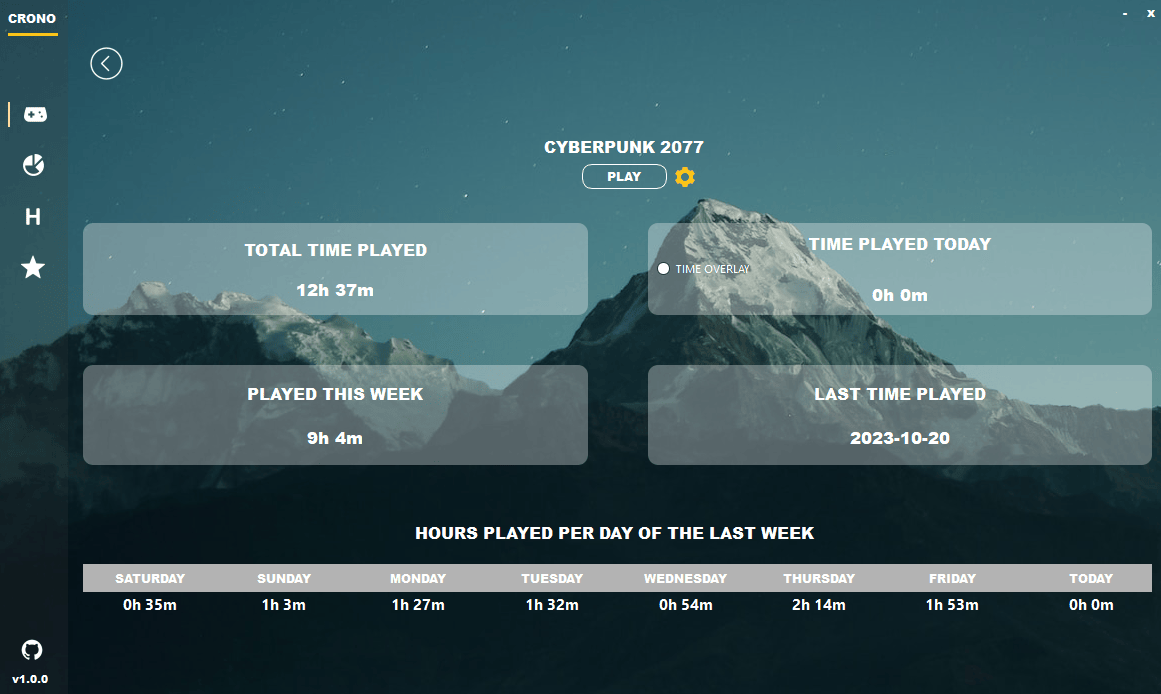 CRONO
- x
CYBERPUNK 2077
PLAY
TOTAL TIME PLAYED
12h 37m
TIME PLAYED TODAY
TIME OVERLAY
0h 0m
PLAYED THIS WEEK
9h 4m
LAST TIME PLAYED
2023-10-20
HOURS PLAYED PER DAY OF THE LAST WEEK
SATURDAY SUNDAY MONDAY TUESDAY WEDNESDAY THURSDAY FRIDAY TODAY
0h 35m 1h 3m 1h 27m 1h 32m 0h 54m 2h 14m 1h 53m 0h 0m
H
v1.0.0